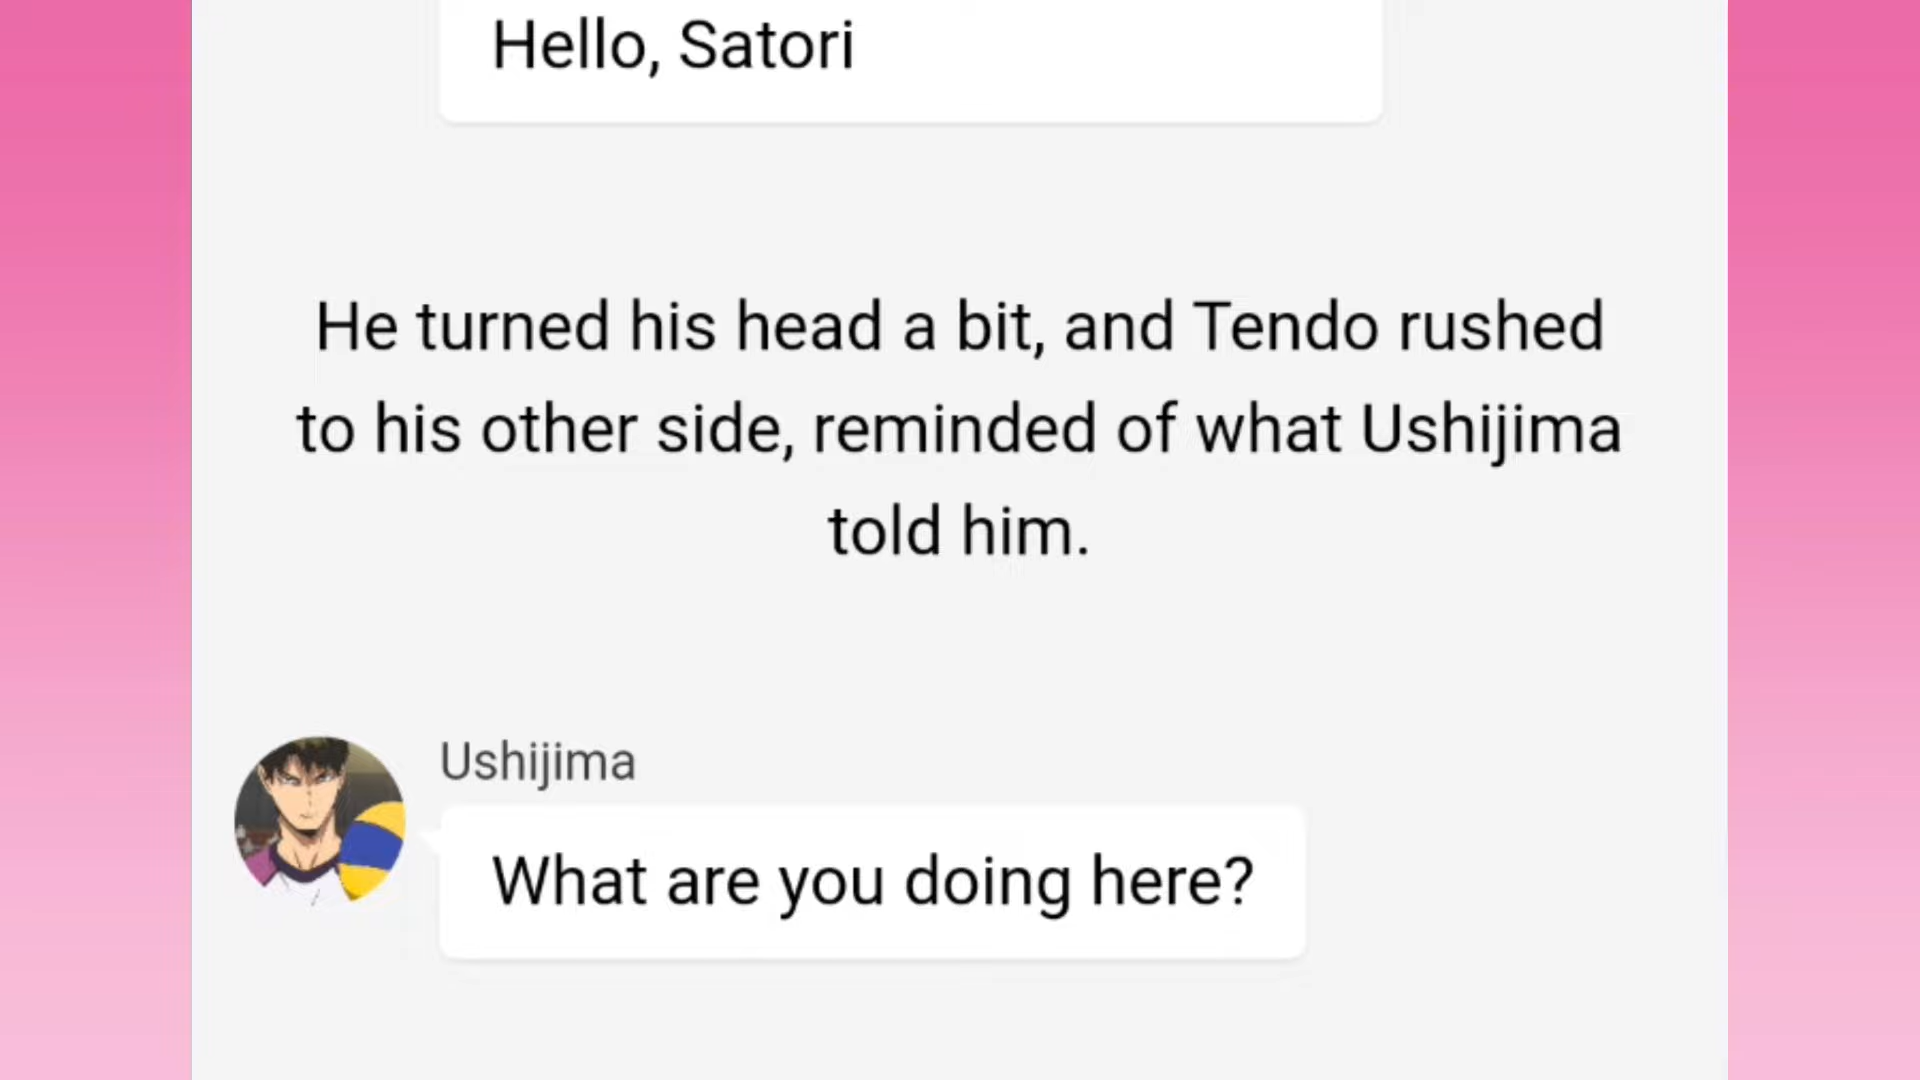 Hello, Satori
He turned his head a bit, and Tendo rushed
to his other side, reminded of what Ushijima
told him.
Ushijima
What are you doing here?